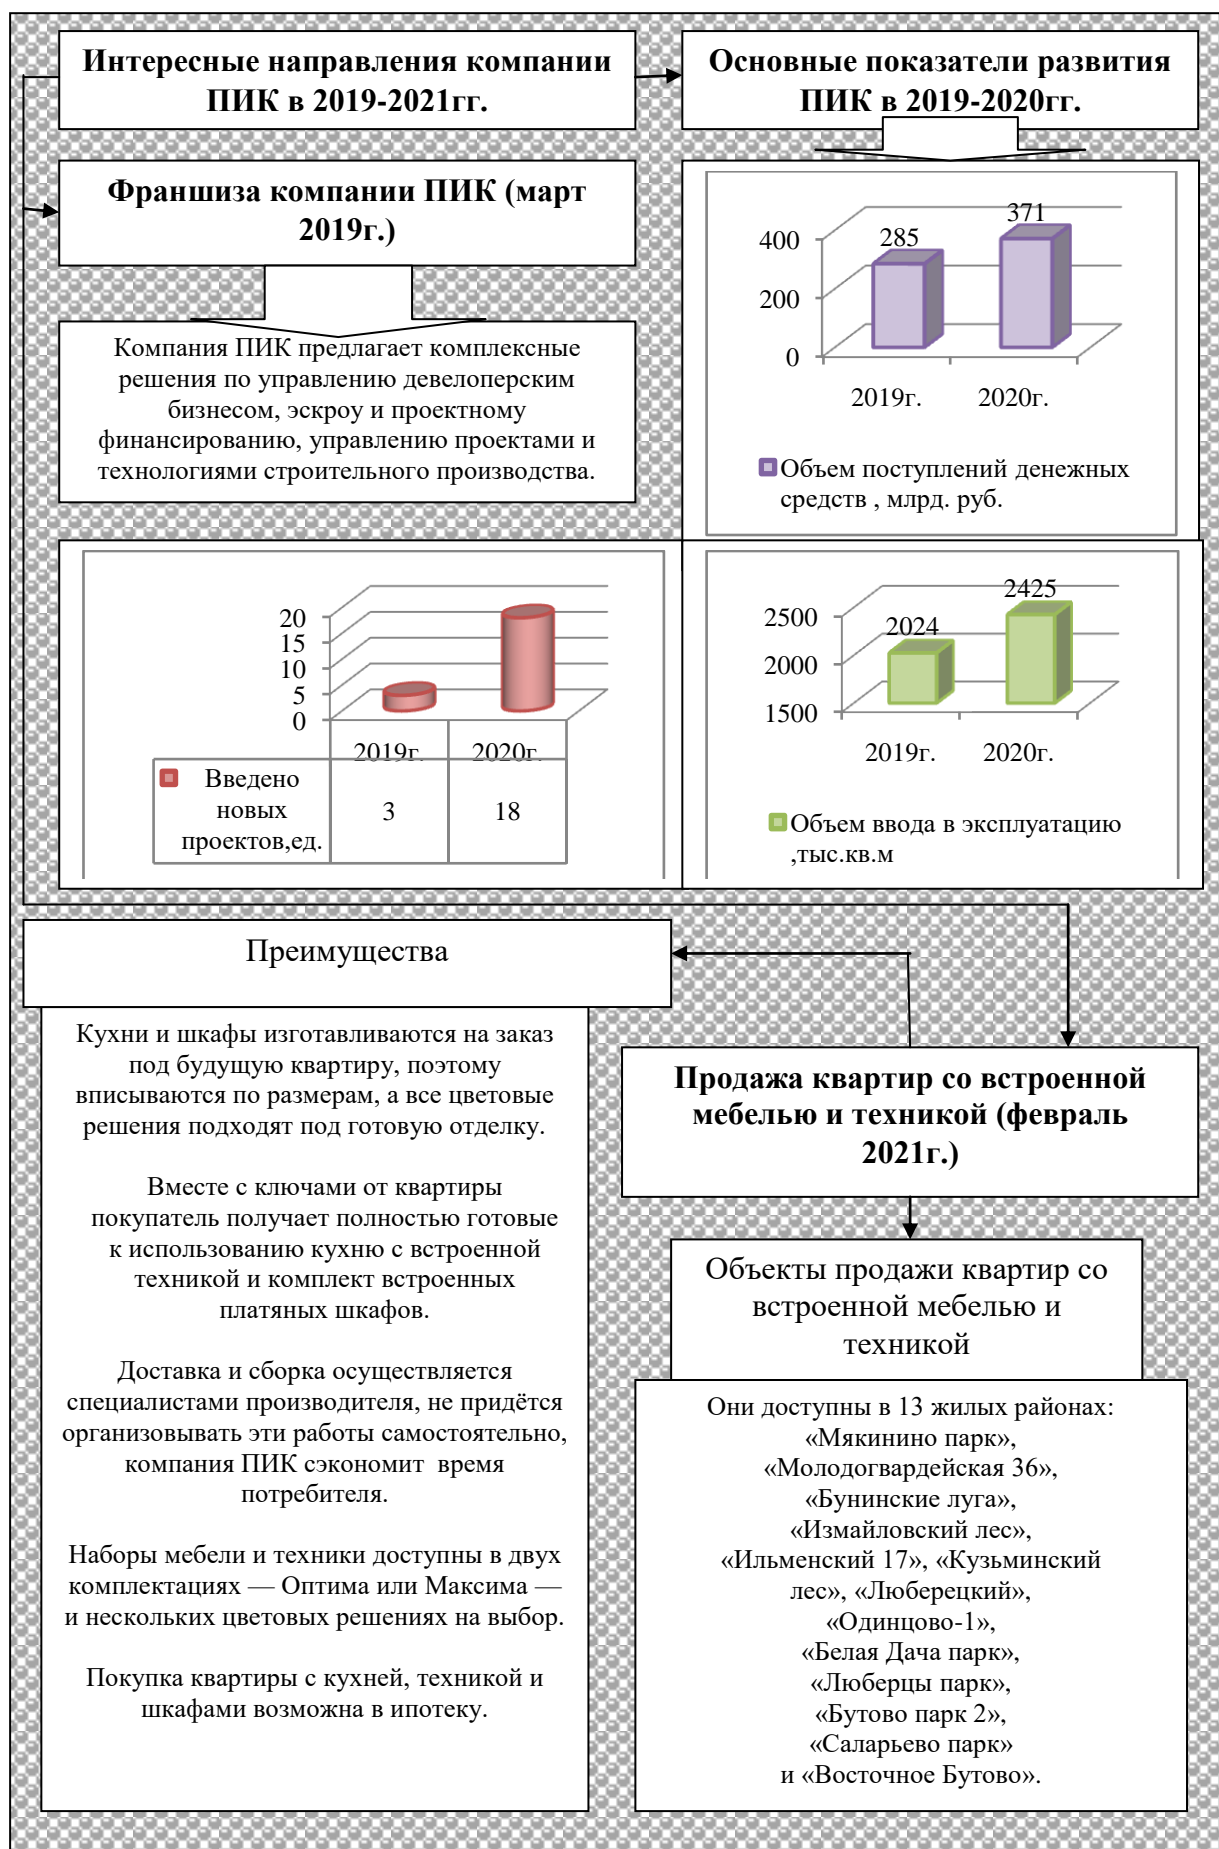 Интересные направления компании
ПИК в 2019-2021гг.
Основные показатели развития
ПИК в 2019-2020гг.
Франшиза компании ПИК (март
2019г.)
Компания ПИК предлагает комплексные
решения по управлению девелоперским
бизнесом, эскроу и проектному
финансированию, управлению проектами и
технологиями строительного производства.
400
200
0
285
371
2019г.
2020г.
Объем поступлений денежных
средств , млрд. руб.
20
15
10
5
0
2019г.
2020г.
Введено
новых
проектов,ед.
3
18
2500
2000
1500
2024
2425
2019г.
2020г.
Объем ввода в эксплуатацию
,тыс.кв.м
Преимущества
Кухни и шкафы изготавливаются на заказ
под будущую квартиру, поэтому
вписываются по размерам, а все цветовые
решения подходят под готовую отделку.
Вместе с ключами от квартиры
покупатель получает полностью готовые
к использованию кухню с встроенной
техникой и комплект встроенных
платяных шкафов.
Доставка и сборка осуществляется
специалистами производителя, не придётся
организовывать эти работы самостоятельно,
компания ПИК сэкономит  время
потребителя.
Наборы мебели и техники доступны в двух
комплектациях — Оптима или Максима —
и нескольких цветовых решениях на выбор.
Покупка квартиры с кухней, техникой и
шкафами возможна в ипотеку.
Продажа квартир со встроенной
мебелью и техникой (февраль
2021г.)
Объекты продажи квартир со
встроенной мебелью и
техникой
Они доступны в 13 жилых районах:
«Мякинино парк»,
«Молодогвардейская 36»,
«Бунинские луга»,
«Измайловский лес»,
«Ильменский 17», «Кузьминский
лес», «Люберецкий»,
«Одинцово-1»,
«Белая Дача парк»,
«Люберцы парк»,
«Бутово парк 2»,
«Саларьево парк»
и «Восточное Бутово».